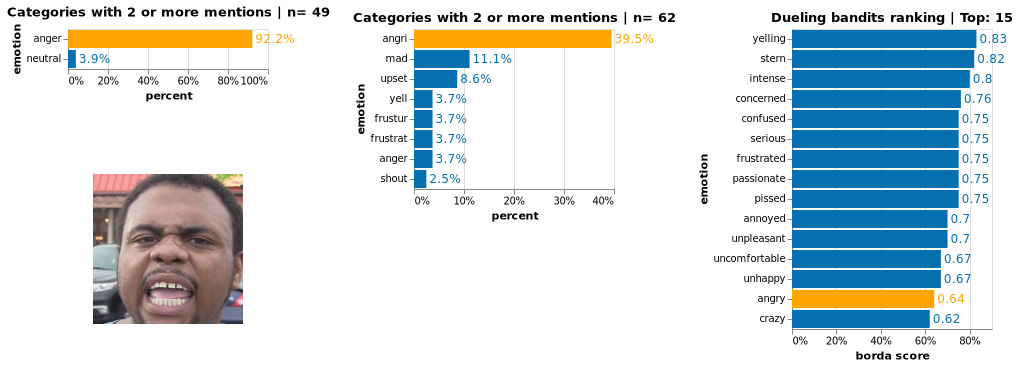 Categories with 2 or more mentions | n= 49
emotion
anger 92.2%
neutral 3.9%
0% 20% 40% 60% 80% 100%
percent
Categories with 2 or more mentions | n= 62
emotion
angri 39.5%
mad 11.1%
upset 8.6%
yell 3.7%
frustur 3.7%
frustrat 3.7%
anger 3.7%
shout 2.5%
0% 10% 20% 30% 40%
percent
Dueling bandits ranking | Top: 15
emotion
yelling 0.83
stern 0.82
intense 0.8
concerned 0.76
confused 0.75
serious 0.75
frustrated 0.75
passionate 0.75
pissed 0.75
annoyed 0.7
unpleasant 0.7
uncomfortable 0.67
unhappy 0.67
angry 0.64
crazy 0.62
0% 20% 40% 60% 80%
borda score